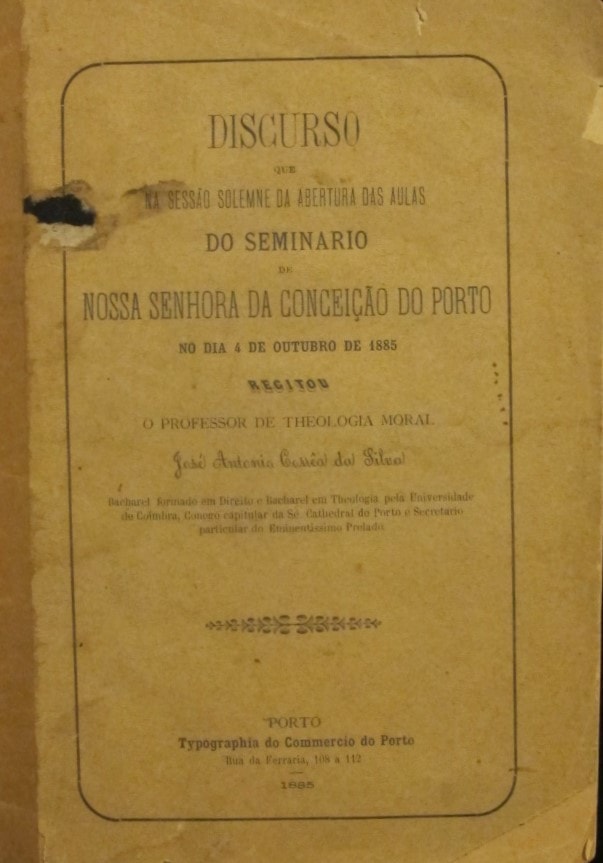 DISCURSO
QUE
NA SESSÃO SOLEMNE DA ABERTURA DAS AULAS
DO SEMINARIO
DE
NOSSA SENHORA DA CONCEIÇÃO DO PORTO
NO DIA 4 DE OUTUBRO DE 1885
RECITOU
O PROFESSOR DE THEOLOGIA MORAL
José Antonio Corrêa da Silva
Bacharel formado em Direito e Bacharel em Theologia pela Universidade
de Coimbra, Conego capitular da Sé Cathedral do Porto e Secretario
particular do Eminentissimo Prelado.
PORTO
Typographia do Commercio do Porto
Rua da Ferraria, 108 a 112
1885